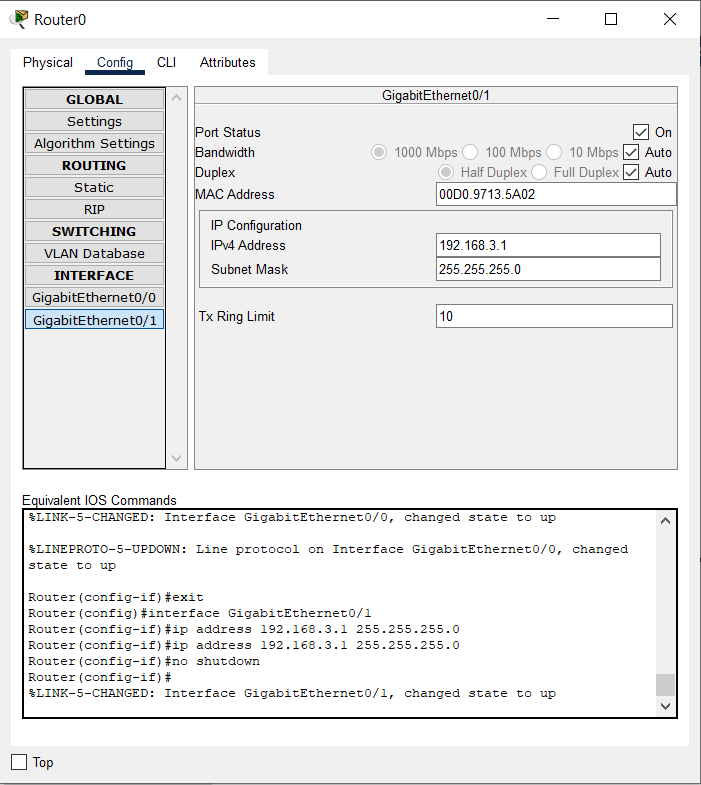 Router0
Physical Config CLI Attributes
GLOBAL
Settings
Algorithm Settings
ROUTING
Static
RIP
SWITCHING
VLAN Database
INTERFACE
GigabitEthernet0/0
GigabitEthernet0/1
GigabitEthernet0/1
Port Status On
Bandwidth 1000 Mbps 100 Mbps 10 Mbps Auto
Duplex Half Duplex Full Duplex Auto
MAC Address 00D0.9713.5A02
IP Configuration
IPv4 Address 192.168.3.1
Subnet Mask 255.255.255.0
Tx Ring Limit 10
Equivalent IOS Commands
%LINK-5-CHANGED: Interface GigabitEthernet0/0, changed state to up
%LINEPROTO-5-UPDOWN: Line protocol on Interface GigabitEthernet0/0, changed
state to up
Router(config-if)#exit
Router(config)#interface GigabitEthernet0/1
Router(config-if)#ip address 192.168.3.1 255.255.255.0
Router(config-if)#ip address 192.168.3.1 255.255.255.0
Router(config-if)#no shutdown
Router(config-if)#
%LINK-5-CHANGED: Interface GigabitEthernet0/1, changed state to up
Top